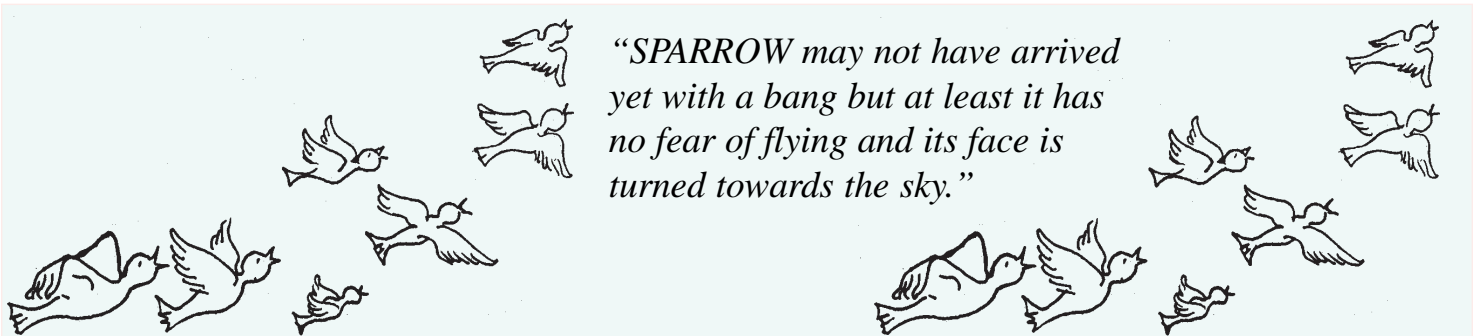 “SPARROW may not have arrived
yet with a bang but at least it has
no fear of flying and its face is
turned towards the sky.”